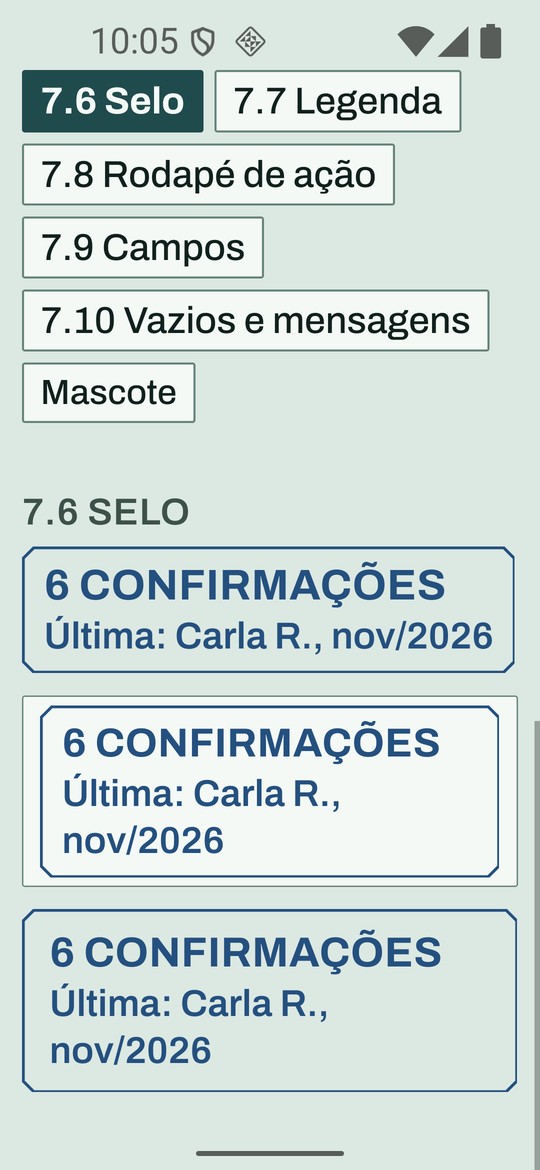 10:05
7.6 Selo
7.7 Legenda
7.8 Rodapé de ação
7.9 Campos
7.10 Vazios e mensagens
Mascote
7.6 SELO
6 CONFIRMAÇÕES
Última: Carla R., nov/2026
6 CONFIRMAÇÕES
Última: Carla R.,
nov/2026
6 CONFIRMAÇÕES
Última: Carla R.,
nov/2026